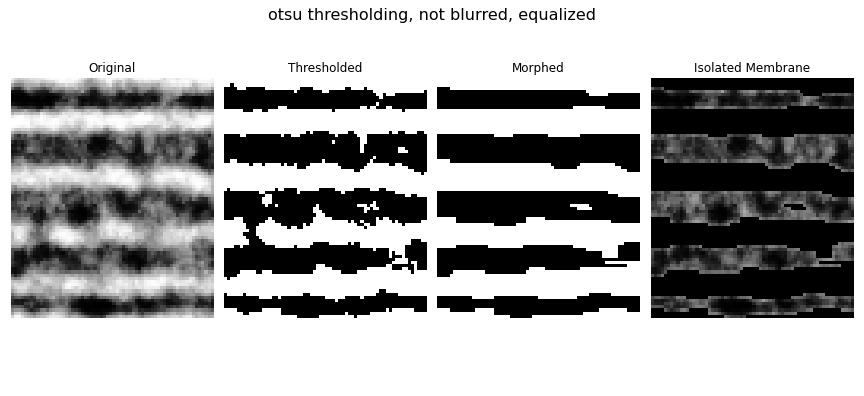 otsu thresholding, not blurred, equalized
Original
Thresholded
Morphed
Isolated Membrane